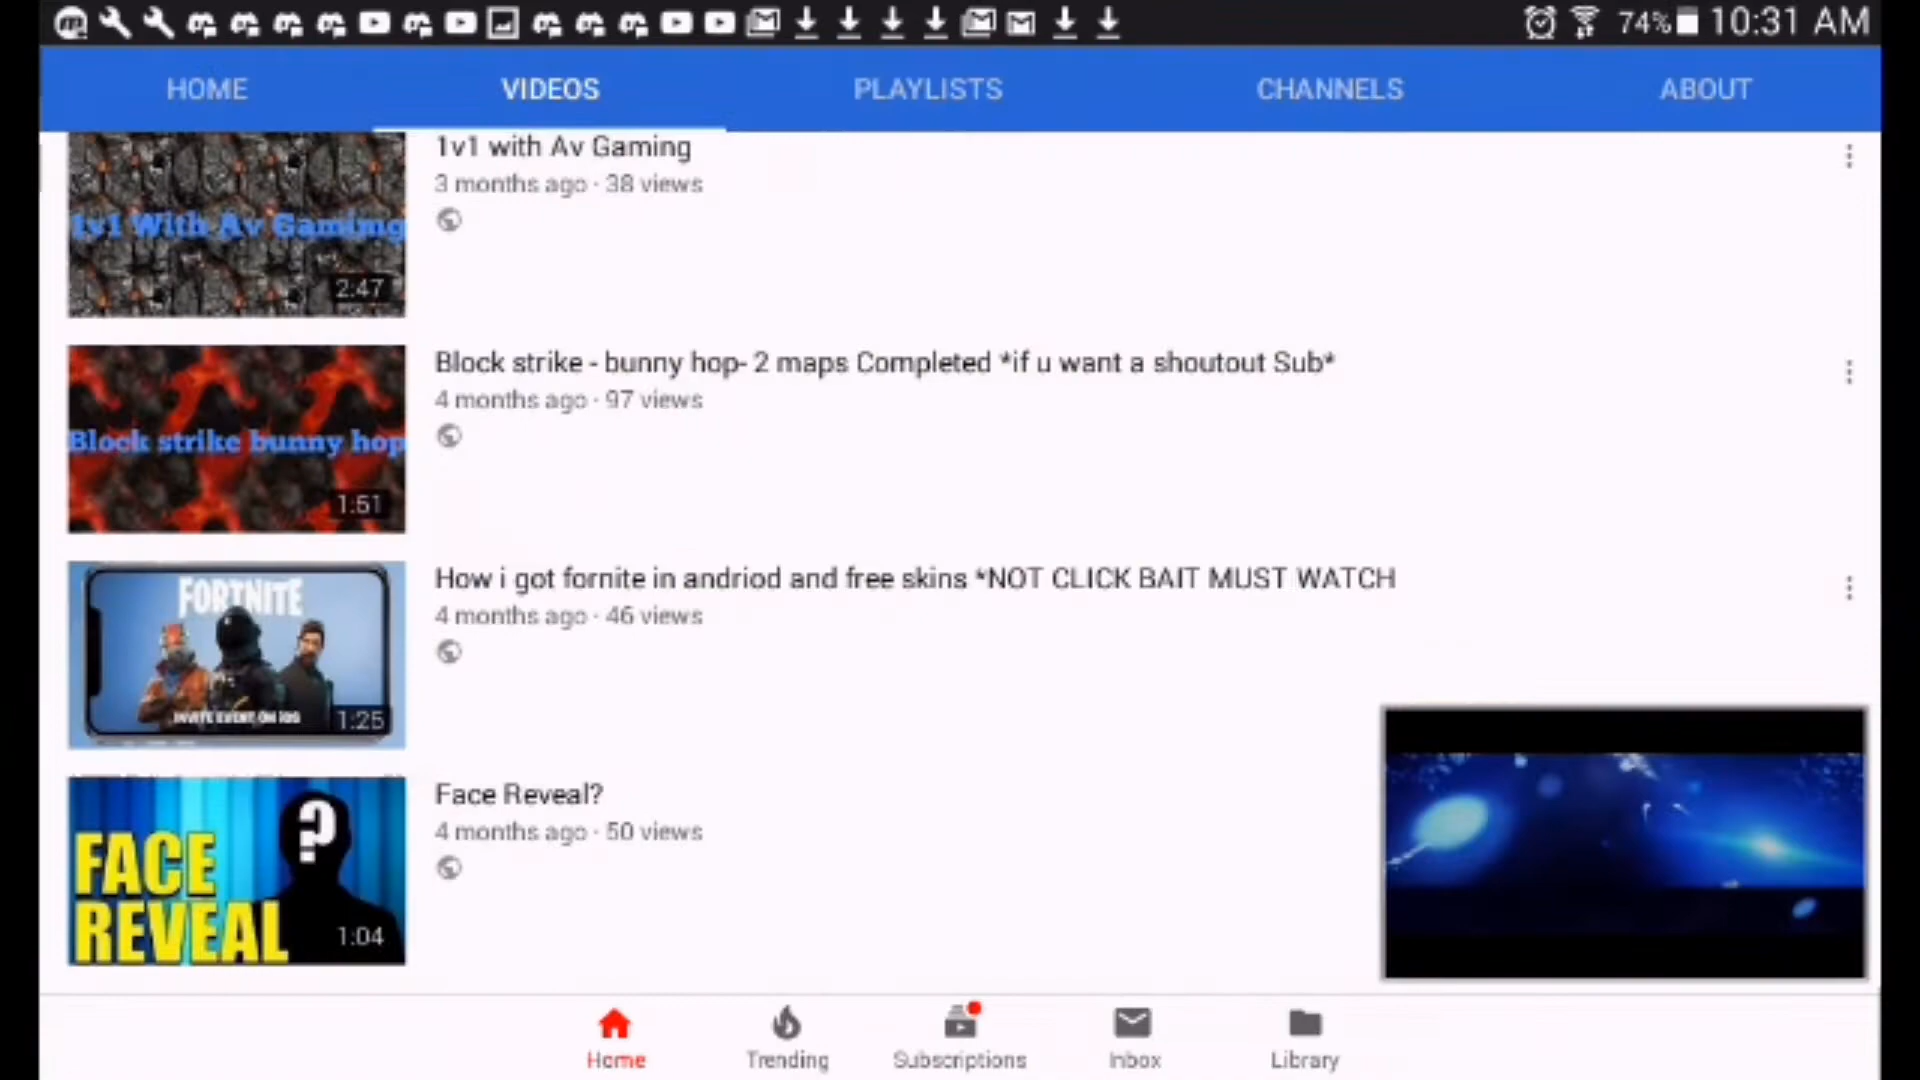 74% 10:31 AM
HOME VIDEOS PLAYLISTS CHANNELS ABOUT
1v1 With Av Gaming
2:47
1v1 with Av Gaming
3 months ago · 38 views
Block strike bunny hop
1:51
Block strike - bunny hop- 2 maps Completed *if u want a shoutout Sub*
4 months ago · 97 views
FORTNITE
INVITE EVENT ON IOS
1:25
How i got fornite in andriod and free skins *NOT CLICK BAIT MUST WATCH
4 months ago · 46 views
FACE
REVEAL
?
1:04
Face Reveal?
4 months ago · 50 views
Home Trending Subscriptions Inbox Library